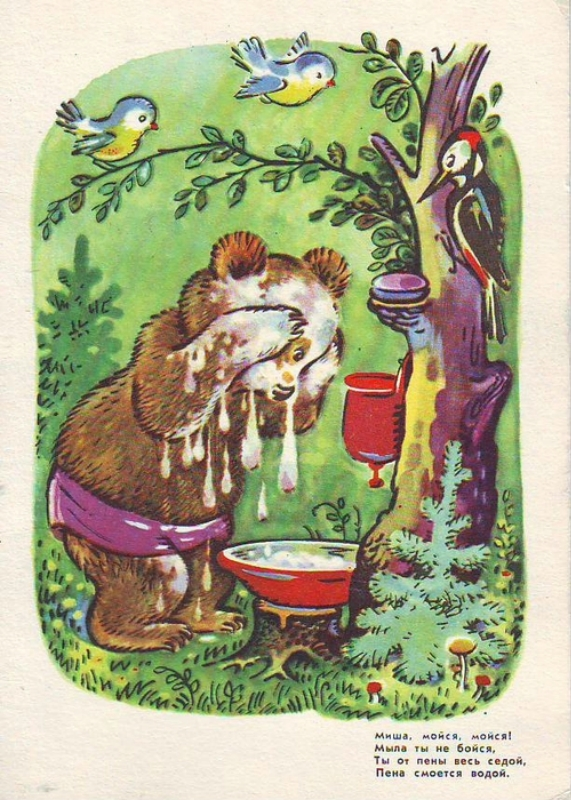 Миша, мойся, мойся!
Мыла ты не бойся,
Ты от пены весь седой,
Пена смоется водой.